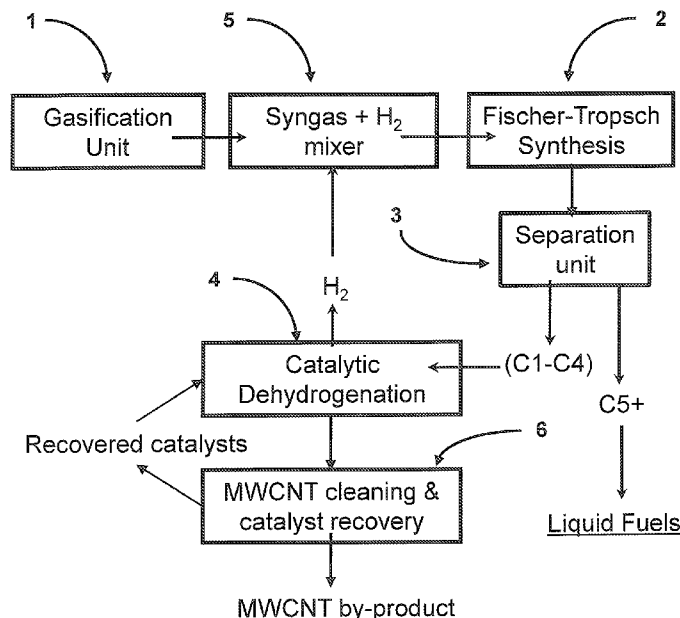 1
5
2
Gasification
Unit
Syngas + H₂
mixer
Fischer-Tropsch
Synthesis
3
Separation
unit
4
H₂
Catalytic
Dehydrogenation
(C1-C4)
C5+
Recovered catalysts
6
MWCNT cleaning &
catalyst recovery
Liquid Fuels
MWCNT by-product